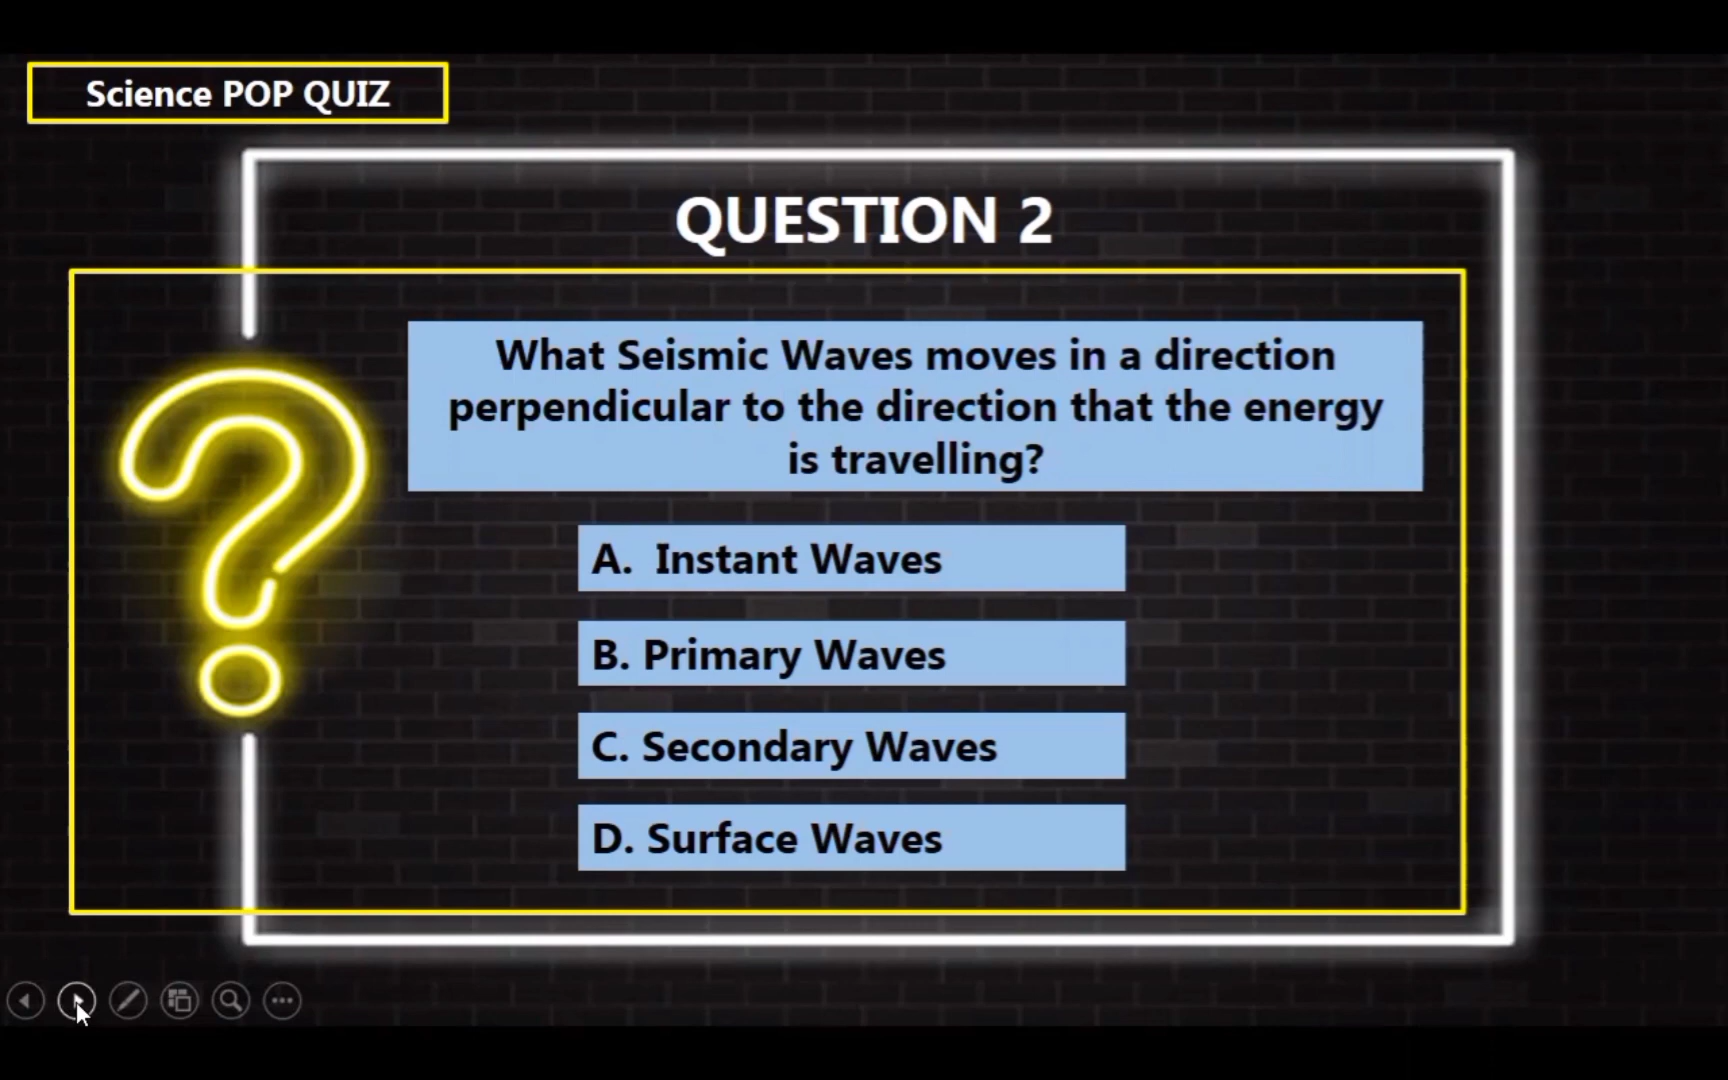 Science POP QUIZ
QUESTION 2
What Seismic Waves moves in a direction
perpendicular to the direction that the energy
is travelling?
A. Instant Waves
B. Primary Waves
C. Secondary Waves
D. Surface Waves